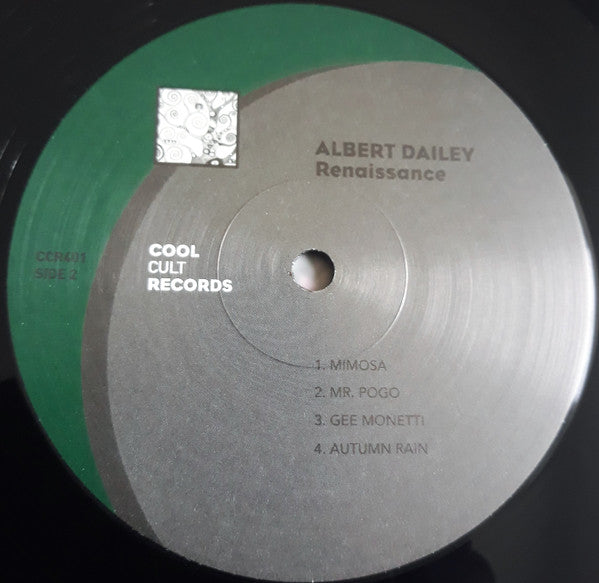 ALBERT DAILEY
Renaissance
CCR401
SIDE 2
COOL
CULT
RECORDS
1. MIMOSA
2. MR. POGO
3. GEE MONETTI
4. AUTUMN RAIN